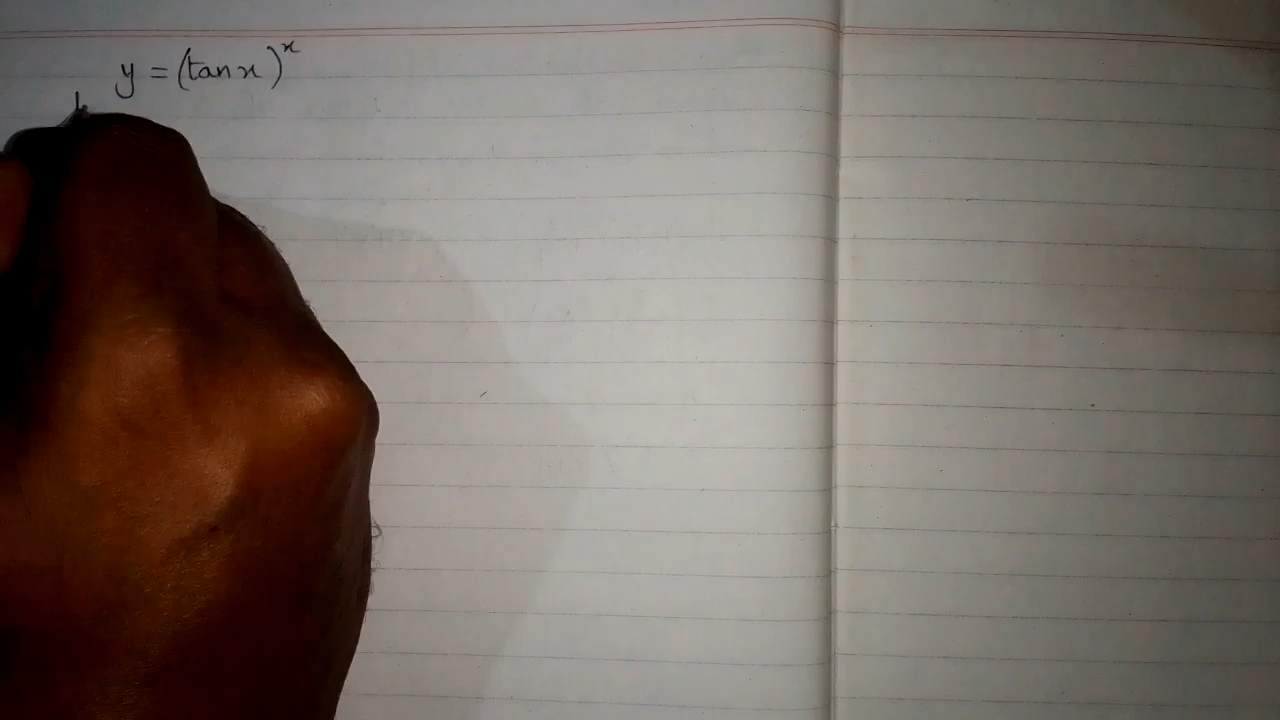 y = (tan x)^x